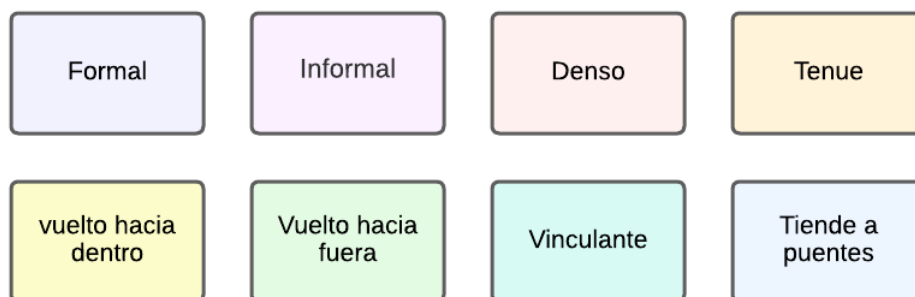 Formal
Informal
Denso
Tenue
vuelto hacia
dentro
Vuelto hacia
fuera
Vinculante
Tiende a
puentes